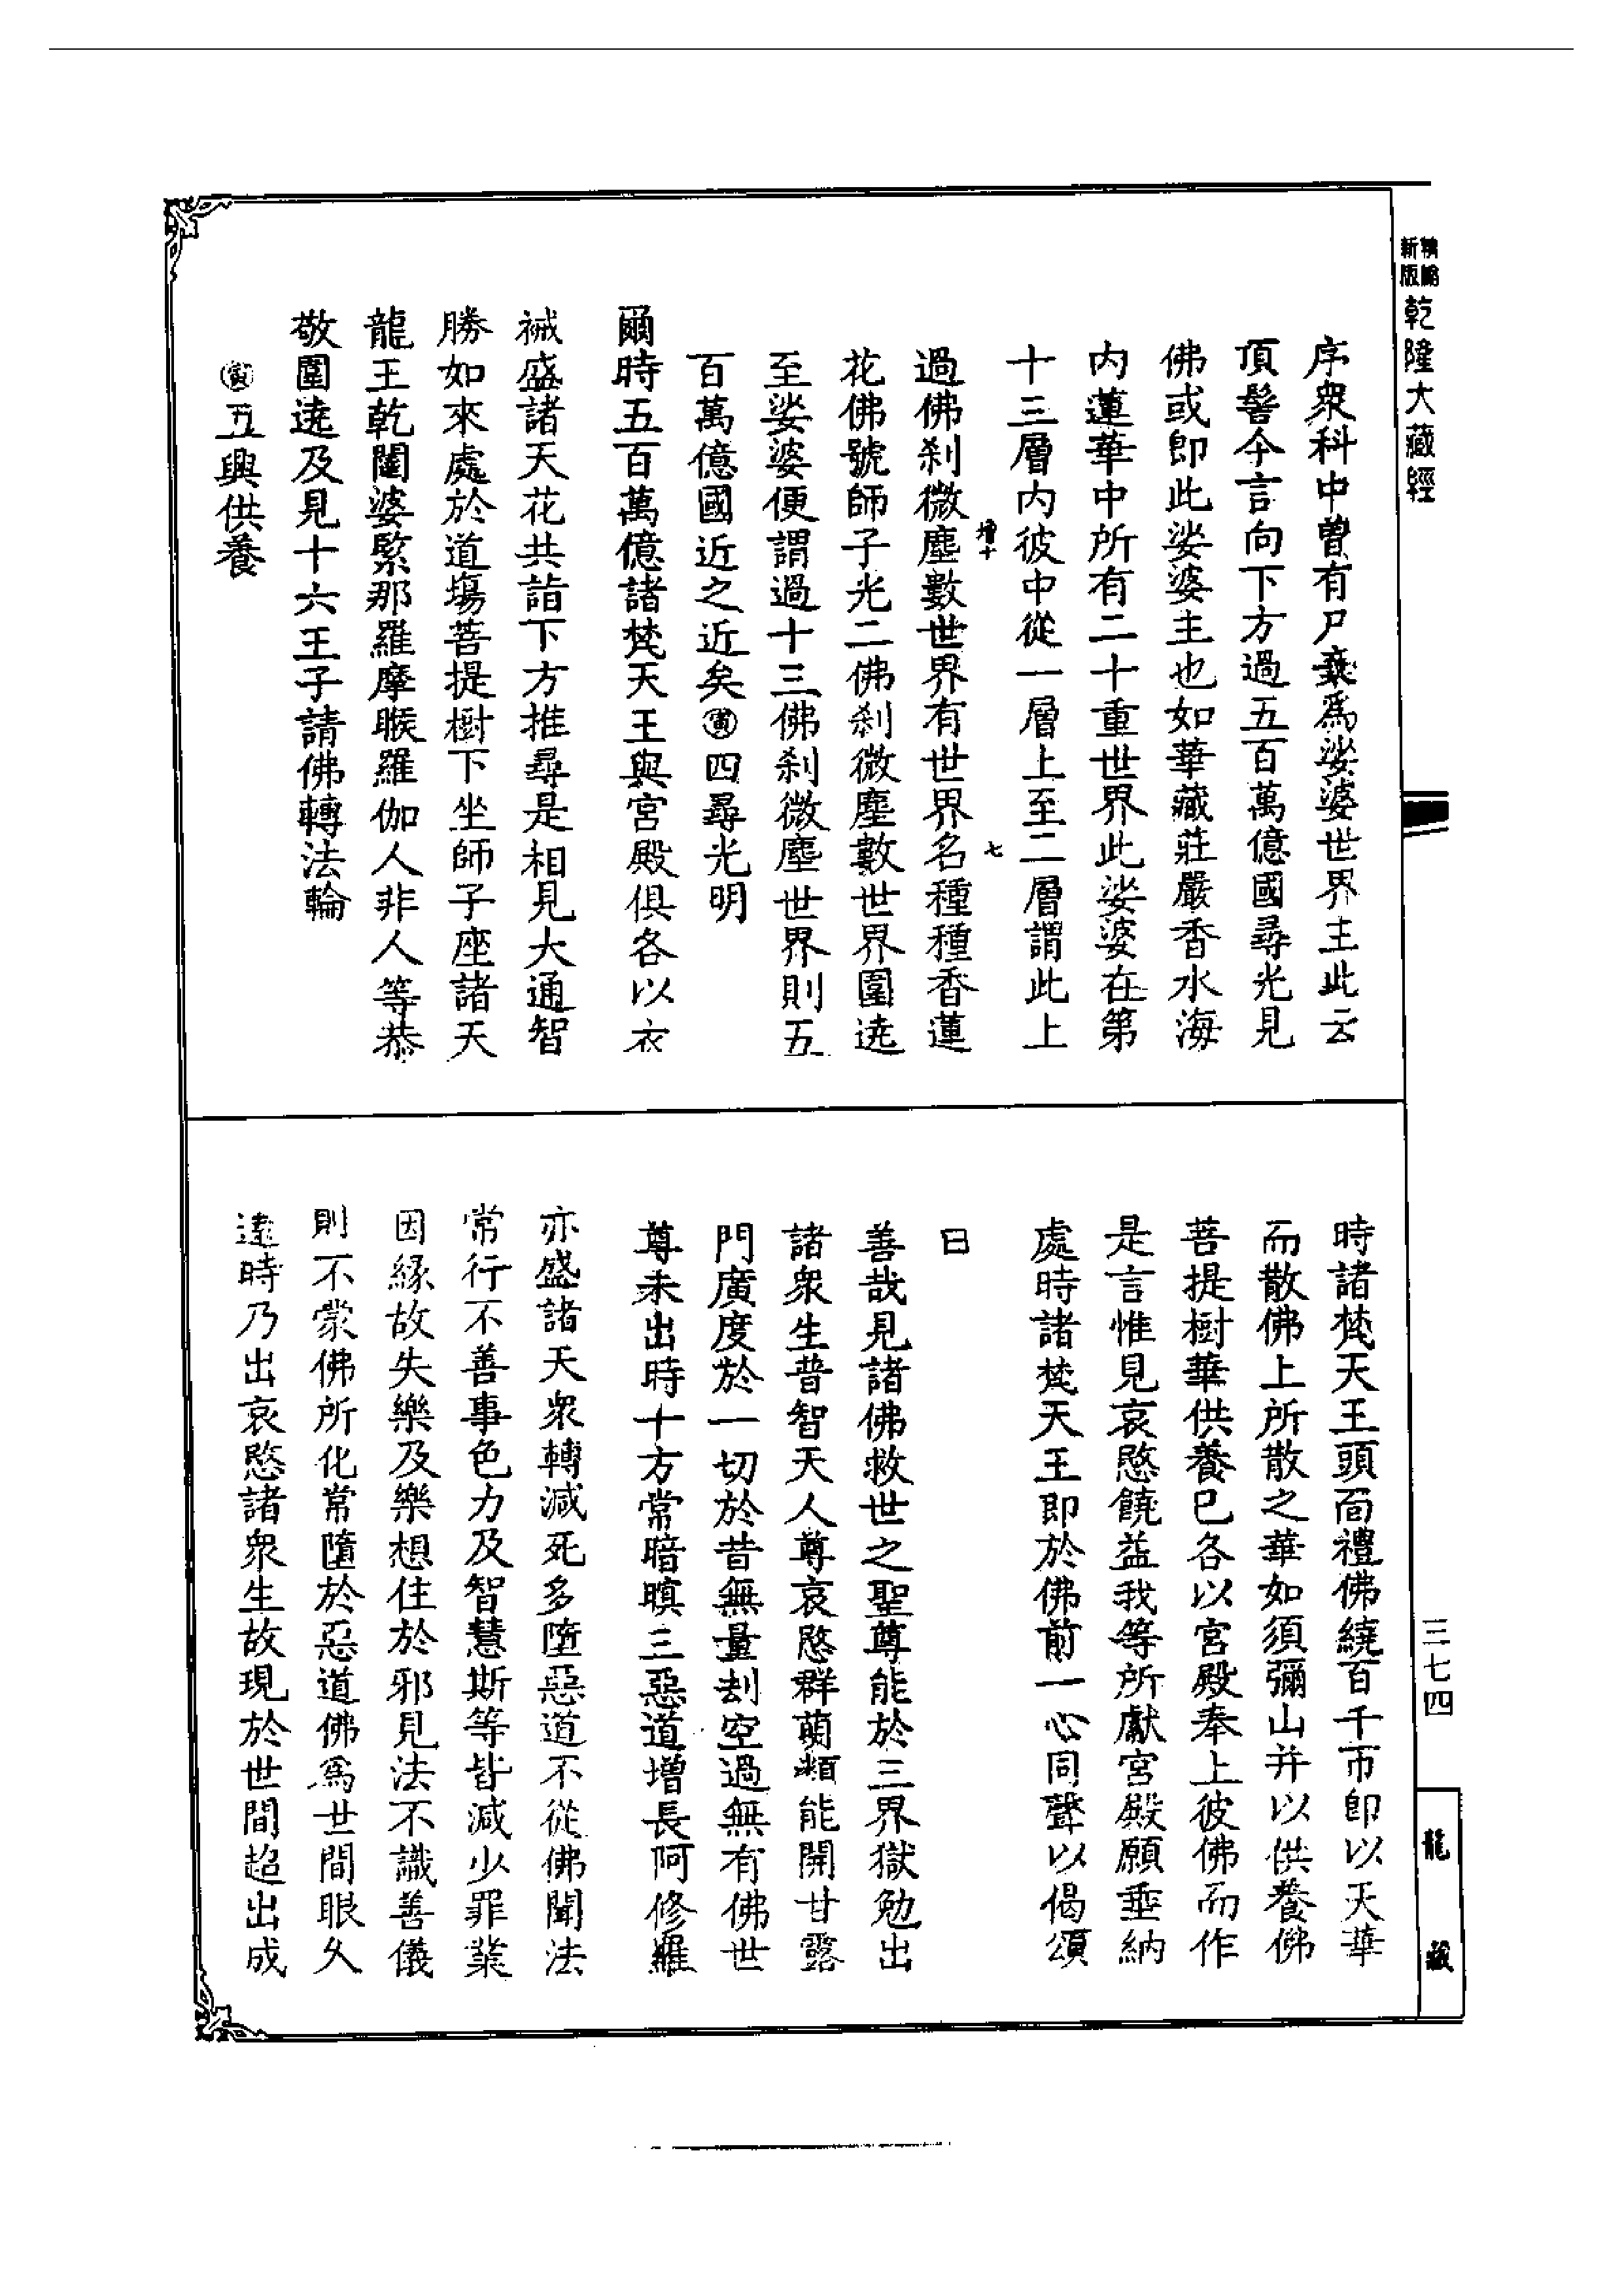 新版 精縮 乾隆大藏經
序衆科中曾有尸棄爲娑婆世界主此云
頂髻今言向下方過五百萬億國尋光見
佛或即此娑婆主也如華藏莊嚴香水海
内蓮華中所有二十重世界此娑婆在第
十三層内彼中從一層上至二層謂此上
增十 七
過佛刹微塵數世界有世界名種種香蓮
花佛號師子光二佛刹微塵數世界圍遶
至娑婆便謂過十三佛刹微塵世界則五
百萬億國近之近矣㊞四尋光明
爾時五百萬億諸梵天王與宮殿俱各以衣
裓盛諸天花共詣下方推尋是相見大通智
勝如來處於道塲菩提樹下坐師子座諸天
龍王乾闥婆緊那羅摩睺羅伽人非人等恭
敬圍遶及見十六王子請佛轉法輪
五興供養
三七四
龍藏
時諸梵天王頭面禮佛繞百千帀即以天華
而散佛上所散之華如須彌山并以供養佛
菩提樹華供養已各以宮殿奉上彼佛而作
是言惟見哀愍饒益我等所獻宮殿願垂納
處時諸梵天王即於佛前一心同聲以偈頌
曰
善哉見諸佛救世之聖尊能於三界獄勉出
諸衆生普智天人尊哀愍群萌類能開甘露
門廣度於一切於昔無量刦空過無有佛世
尊未出時十方常暗暝三惡道增長阿修羅
亦盛諸天衆轉減死多墮惡道不從佛聞法
常行不善事色力及智慧斯等皆減少罪業
因緣故失樂及樂想住於邪見法不識善儀
則不蒙佛所化常墮於惡道佛爲世間眼久
遠時乃出哀愍諸衆生故現於世間超出成